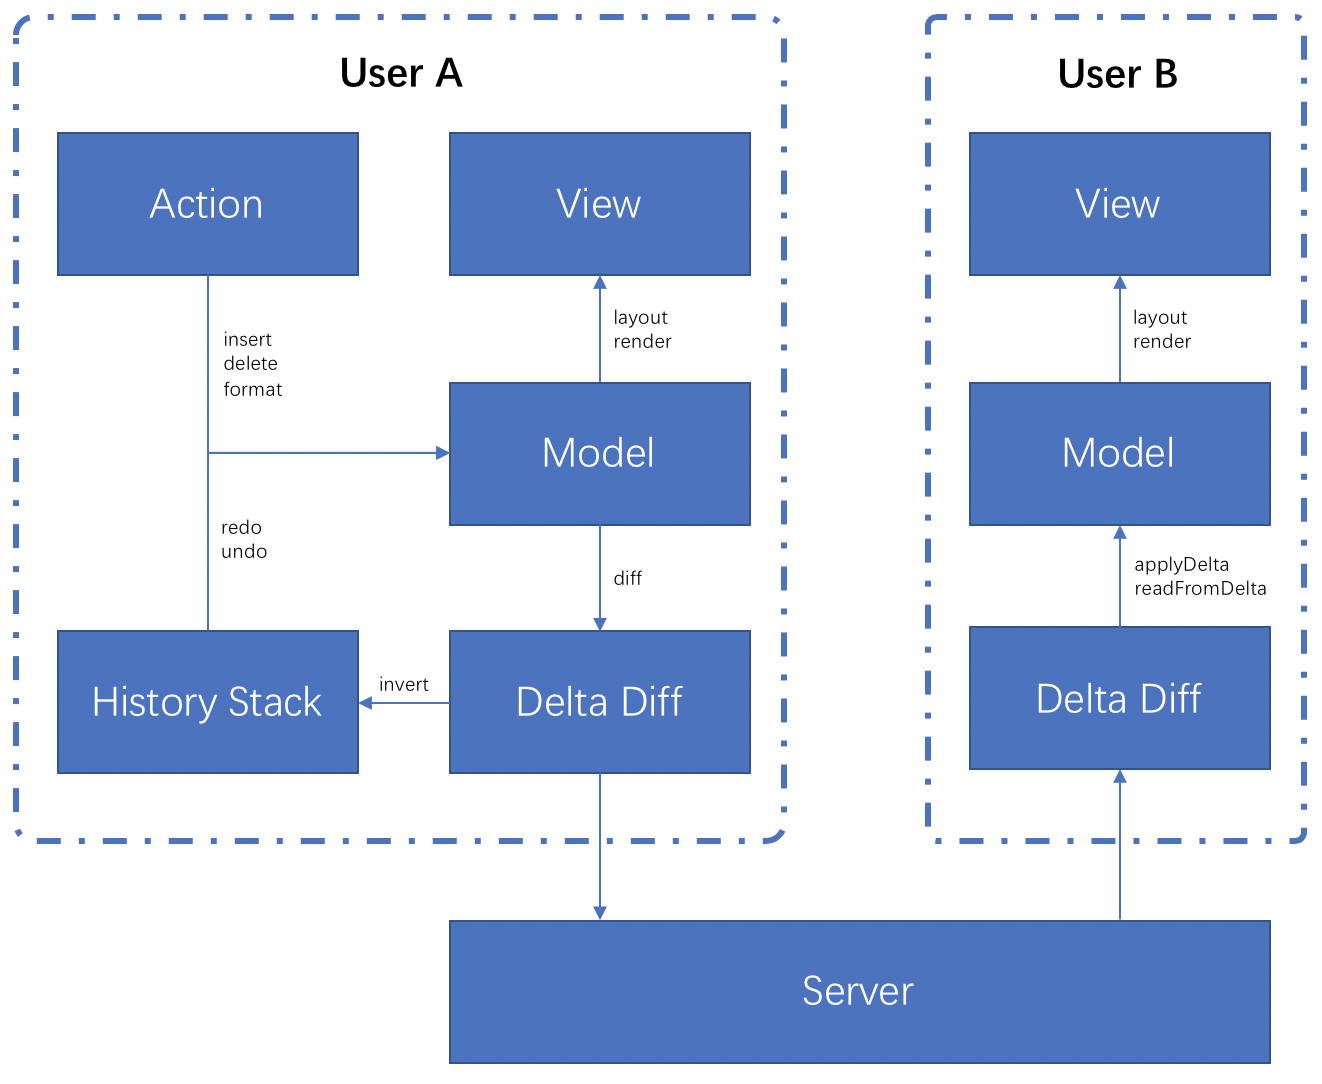 User A
Action
View
insert
delete
format
layout
render
Model
redo
undo
diff
History Stack
invert
Delta Diff
User B
View
layout
render
Model
applyDelta
readFromDelta
Delta Diff
Server